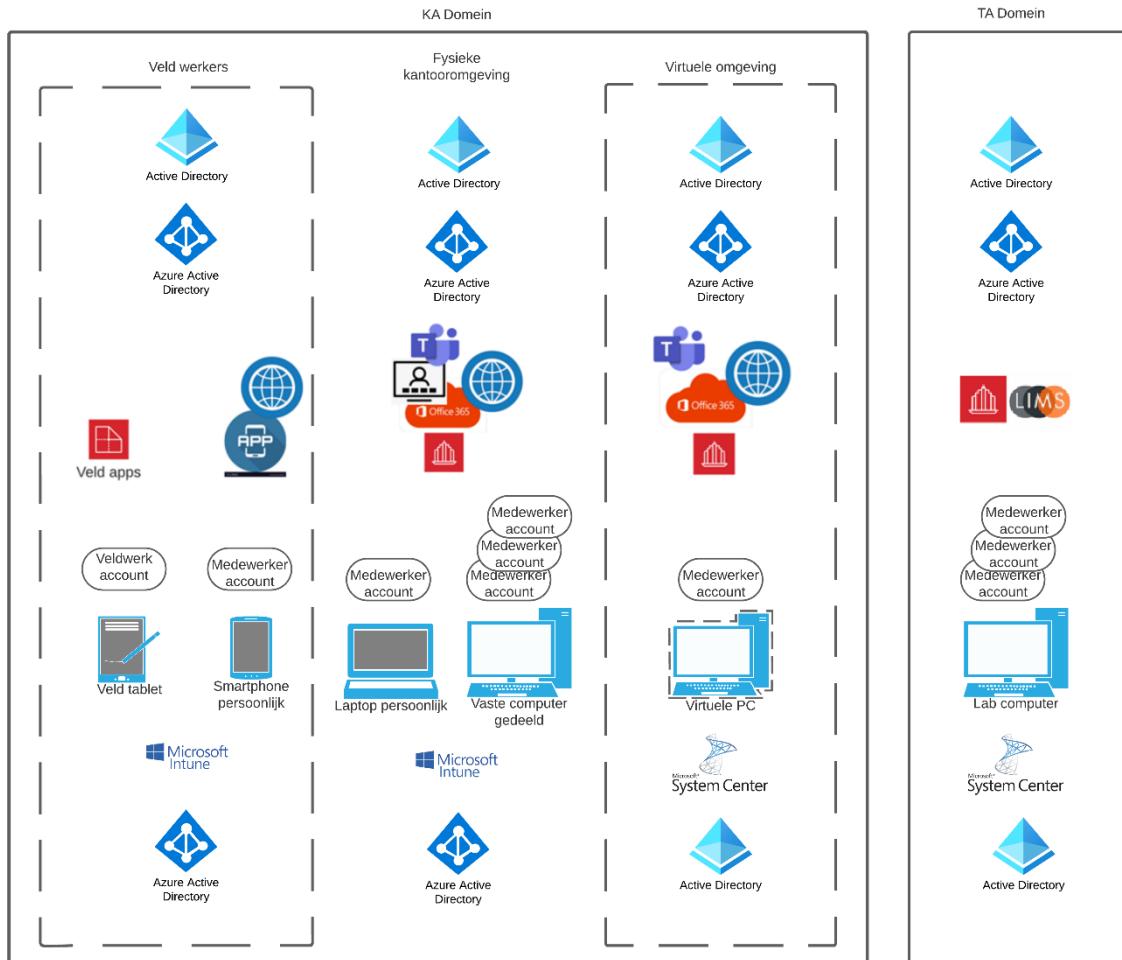 KA Domein
TA Domein
Veld werkers
Fysieke
kantooromgeving
Virtuele omgeving
Active Directory
Active Directory
Active Directory
Active Directory
Azure Active
Directory
Azure Active
Directory
Azure Active
Directory
Azure Active
Directory
Veld apps
APP
T
Office 365
T
Office 365
LIMS
Veldwerk
account
Medewerker
account
Medewerker
account
Medewerker
account
Medewerker
account
Medewerker
account
Medewerker
account
Medewerker
account
Medewerker
account
Medewerker
account
Veld tablet
Smartphone
persoonlijk
Laptop persoonlijk
Vaste computer
gedeeld
Virtuele PC
Lab computer
Microsoft
Intune
Microsoft
Intune
Microsoft
System Center
Microsoft
System Center
Azure Active
Directory
Azure Active
Directory
Active Directory
Active Directory